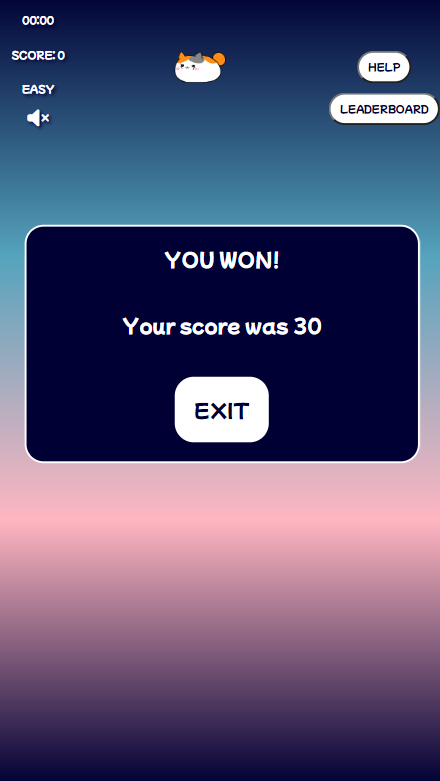 00:00
SCORE: 0
EASY
HELP
LEADERBOARD
YOU WON!
Your score was 30
EXIT